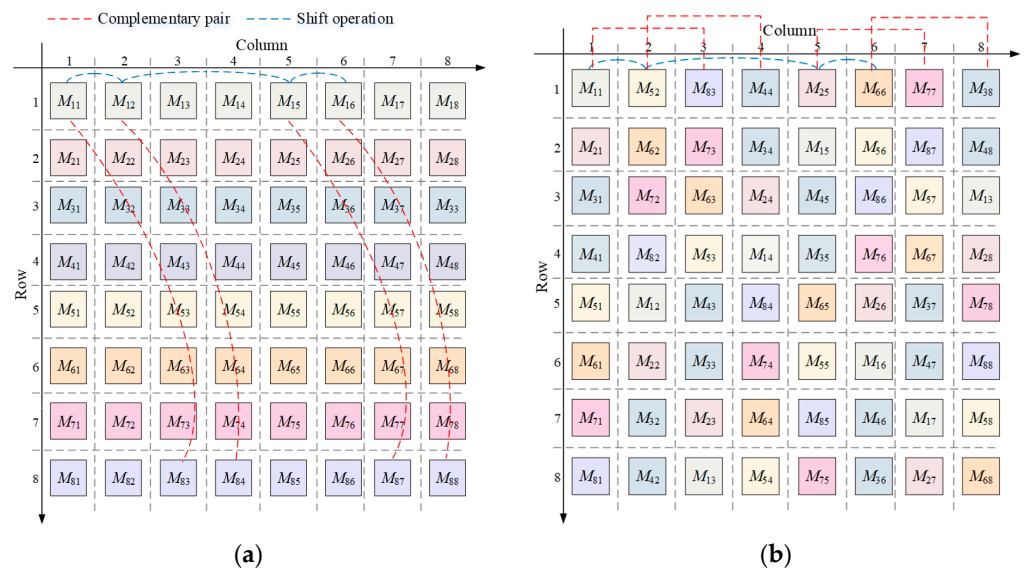 Complementary pair Shift operation
Column
1 2 3 4 5 6 7 8
1 M11 M12 M13 M14 M15 M16 M17 M18
2 M21 M22 M23 M24 M25 M26 M27 M28
3 M31 M32 M33 M34 M35 M36 M37 M33
4 M41 M42 M43 M44 M45 M46 M47 M48
5 M51 M52 M53 M54 M55 M56 M57 M58
6 M61 M62 M63 M64 M65 M66 M67 M68
7 M71 M72 M73 M74 M75 M76 M77 M78
8 M81 M82 M83 M84 M85 M86 M87 M88
Row
(a)
Column
1 2 3 4 5 6 7 8
1 M11 M52 M83 M44 M25 M66 M77 M38
2 M21 M62 M73 M34 M15 M56 M87 M48
3 M31 M72 M63 M24 M45 M86 M57 M13
4 M41 M82 M53 M14 M35 M76 M67 M28
5 M51 M12 M43 M84 M65 M26 M37 M78
6 M61 M22 M33 M74 M55 M16 M47 M88
7 M71 M32 M23 M64 M85 M46 M17 M58
8 M81 M42 M13 M54 M75 M36 M27 M68
Row
(b)